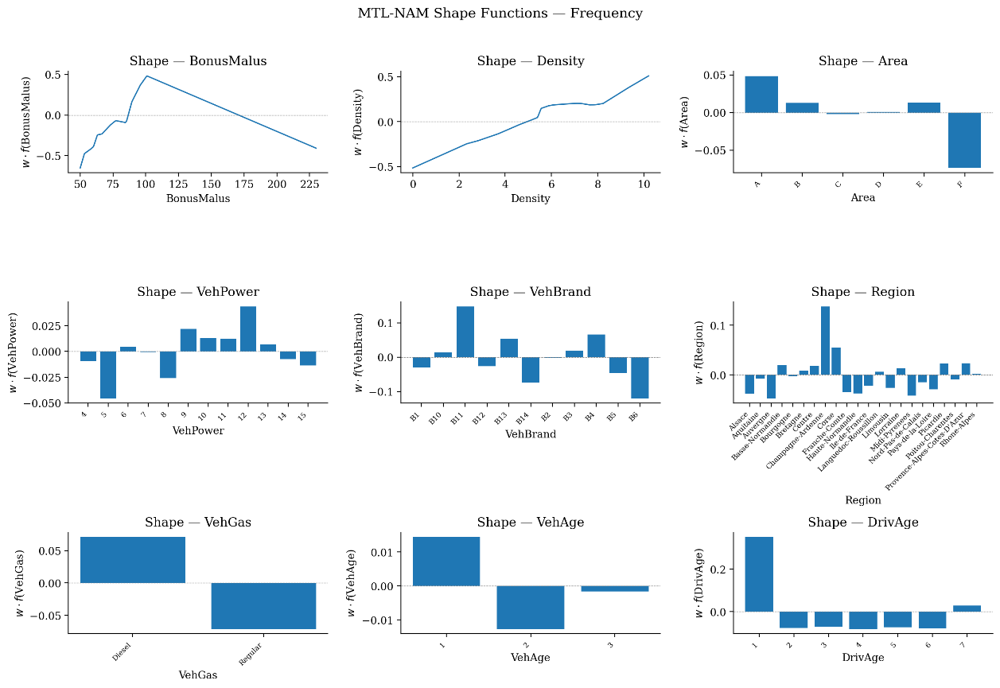 MTL-NAM Shape Functions — Frequency
Shape — BonusMalus
w · f(BonusMalus)
0.5
0.0
−0.5
50 75 100 125 150 175 200 225
BonusMalus
Shape — Density
w · f(Density)
0.5
0.0
−0.5
0 2 4 6 8 10
Density
Shape — Area
w · f(Area)
0.05
0.00
−0.05
A B C D E F
Area
Shape — VehPower
w · f(VehPower)
0.025
0.000
−0.025
−0.050
4 5 6 7 8 9 10 11 12 13 14 15
VehPower
Shape — VehBrand
w · f(VehBrand)
0.1
0.0
−0.1
B1 B10 B11 B12 B13 B14 B2 B3 B4 B5 B6
VehBrand
Shape — Region
w · f(Region)
0.1
0.0
Alsace
Aquitaine
Auvergne
Basse-Normandie
Bourgogne
Bretagne
Centre
Champagne-Ardenne
Corse
Franche-Comte
Haute-Normandie
Ile-de-France
Languedoc-Roussillon
Limousin
Lorraine
Midi-Pyrenees
Nord-Pas-de-Calais
Pays-de-la-Loire
Picardie
Poitou-Charentes
Provence-Alpes-Cotes-D'Azur
Rhone-Alpes
Region
Shape — VehGas
w · f(VehGas)
0.05
0.00
−0.05
Diesel Regular
VehGas
Shape — VehAge
w · f(VehAge)
0.01
0.00
−0.01
1 2 3
VehAge
Shape — DrivAge
w · f(DrivAge)
0.2
0.0
1 2 3 4 5 6 7
DrivAge